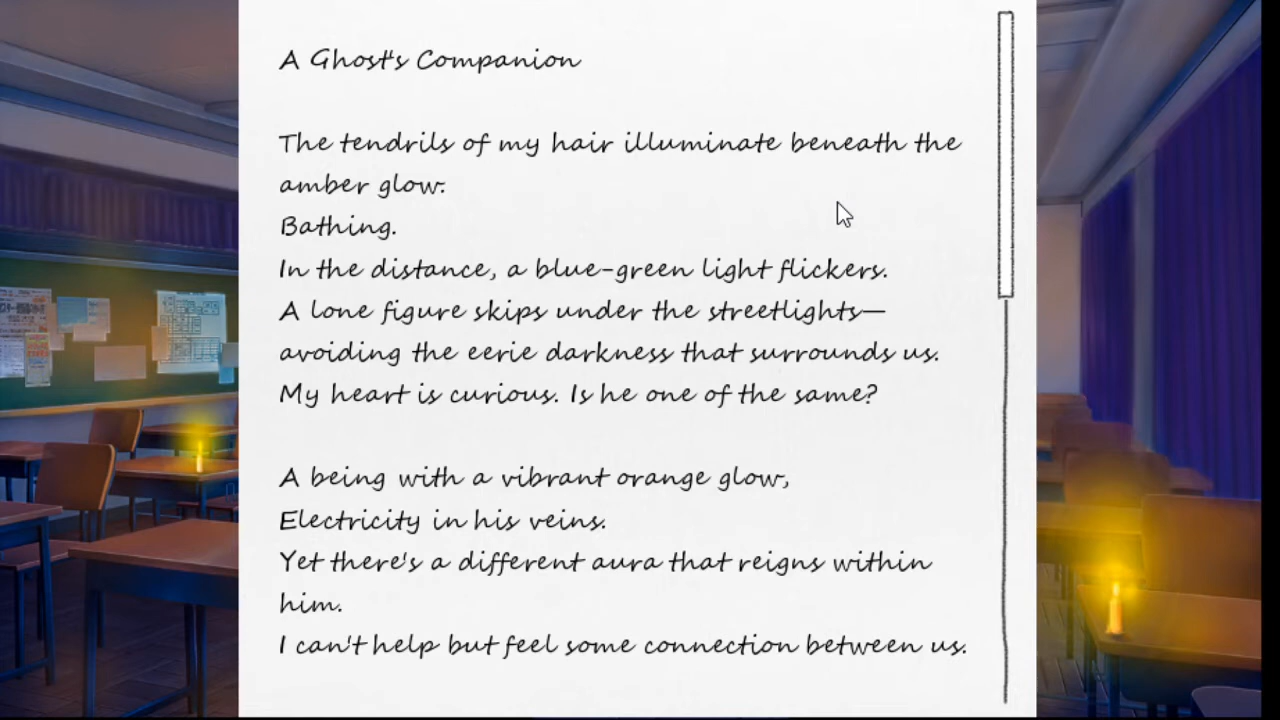 A Ghost's Companion
The tendrils of my hair illuminate beneath the
amber glow.
Bathing.
In the distance, a blue-green light flickers.
A lone figure skips under the streetlights—
avoiding the eerie darkness that surrounds us.
My heart is curious. Is he one of the same?
A being with a vibrant orange glow,
Electricity in his veins.
Yet there's a different aura that reigns within
him.
I can't help but feel some connection between us.